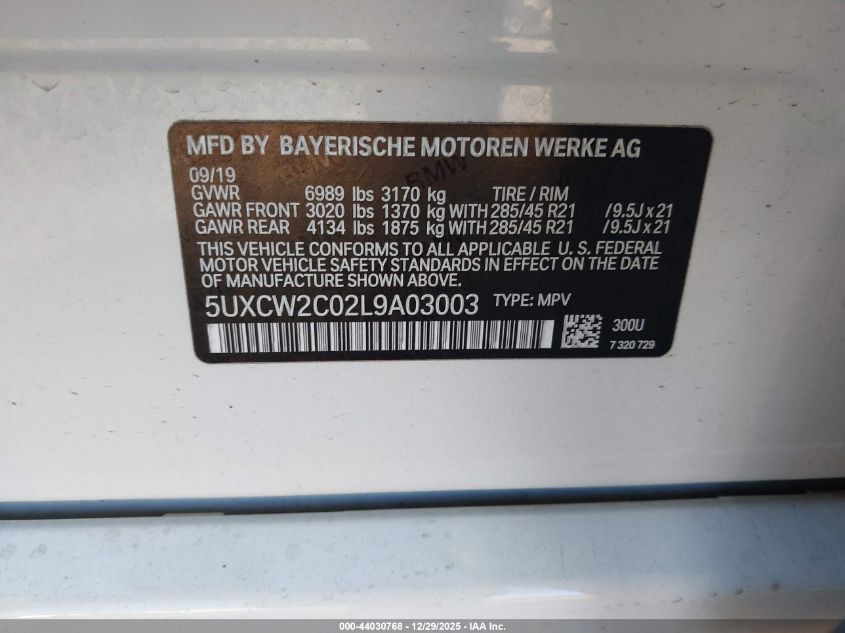 MFD BY BAYERISCHE MOTOREN WERKE AG
09/19
GVWR 6989 lbs 3170 kg TIRE / RIM
GAWR FRONT 3020 lbs 1370 kg WITH 285/45 R21 / 9.5J x 21
GAWR REAR 4134 lbs 1875 kg WITH 285/45 R21 / 9.5J x 21
THIS VEHICLE CONFORMS TO ALL APPLICABLE U. S. FEDERAL
MOTOR VEHICLE SAFETY STANDARDS IN EFFECT ON THE DATE
OF MANUFACTURE SHOWN ABOVE.
5UXCW2C02L9A03003 TYPE: MPV
300U
7 320 729
000-44030768 - 12/29/2025 - IAA Inc.